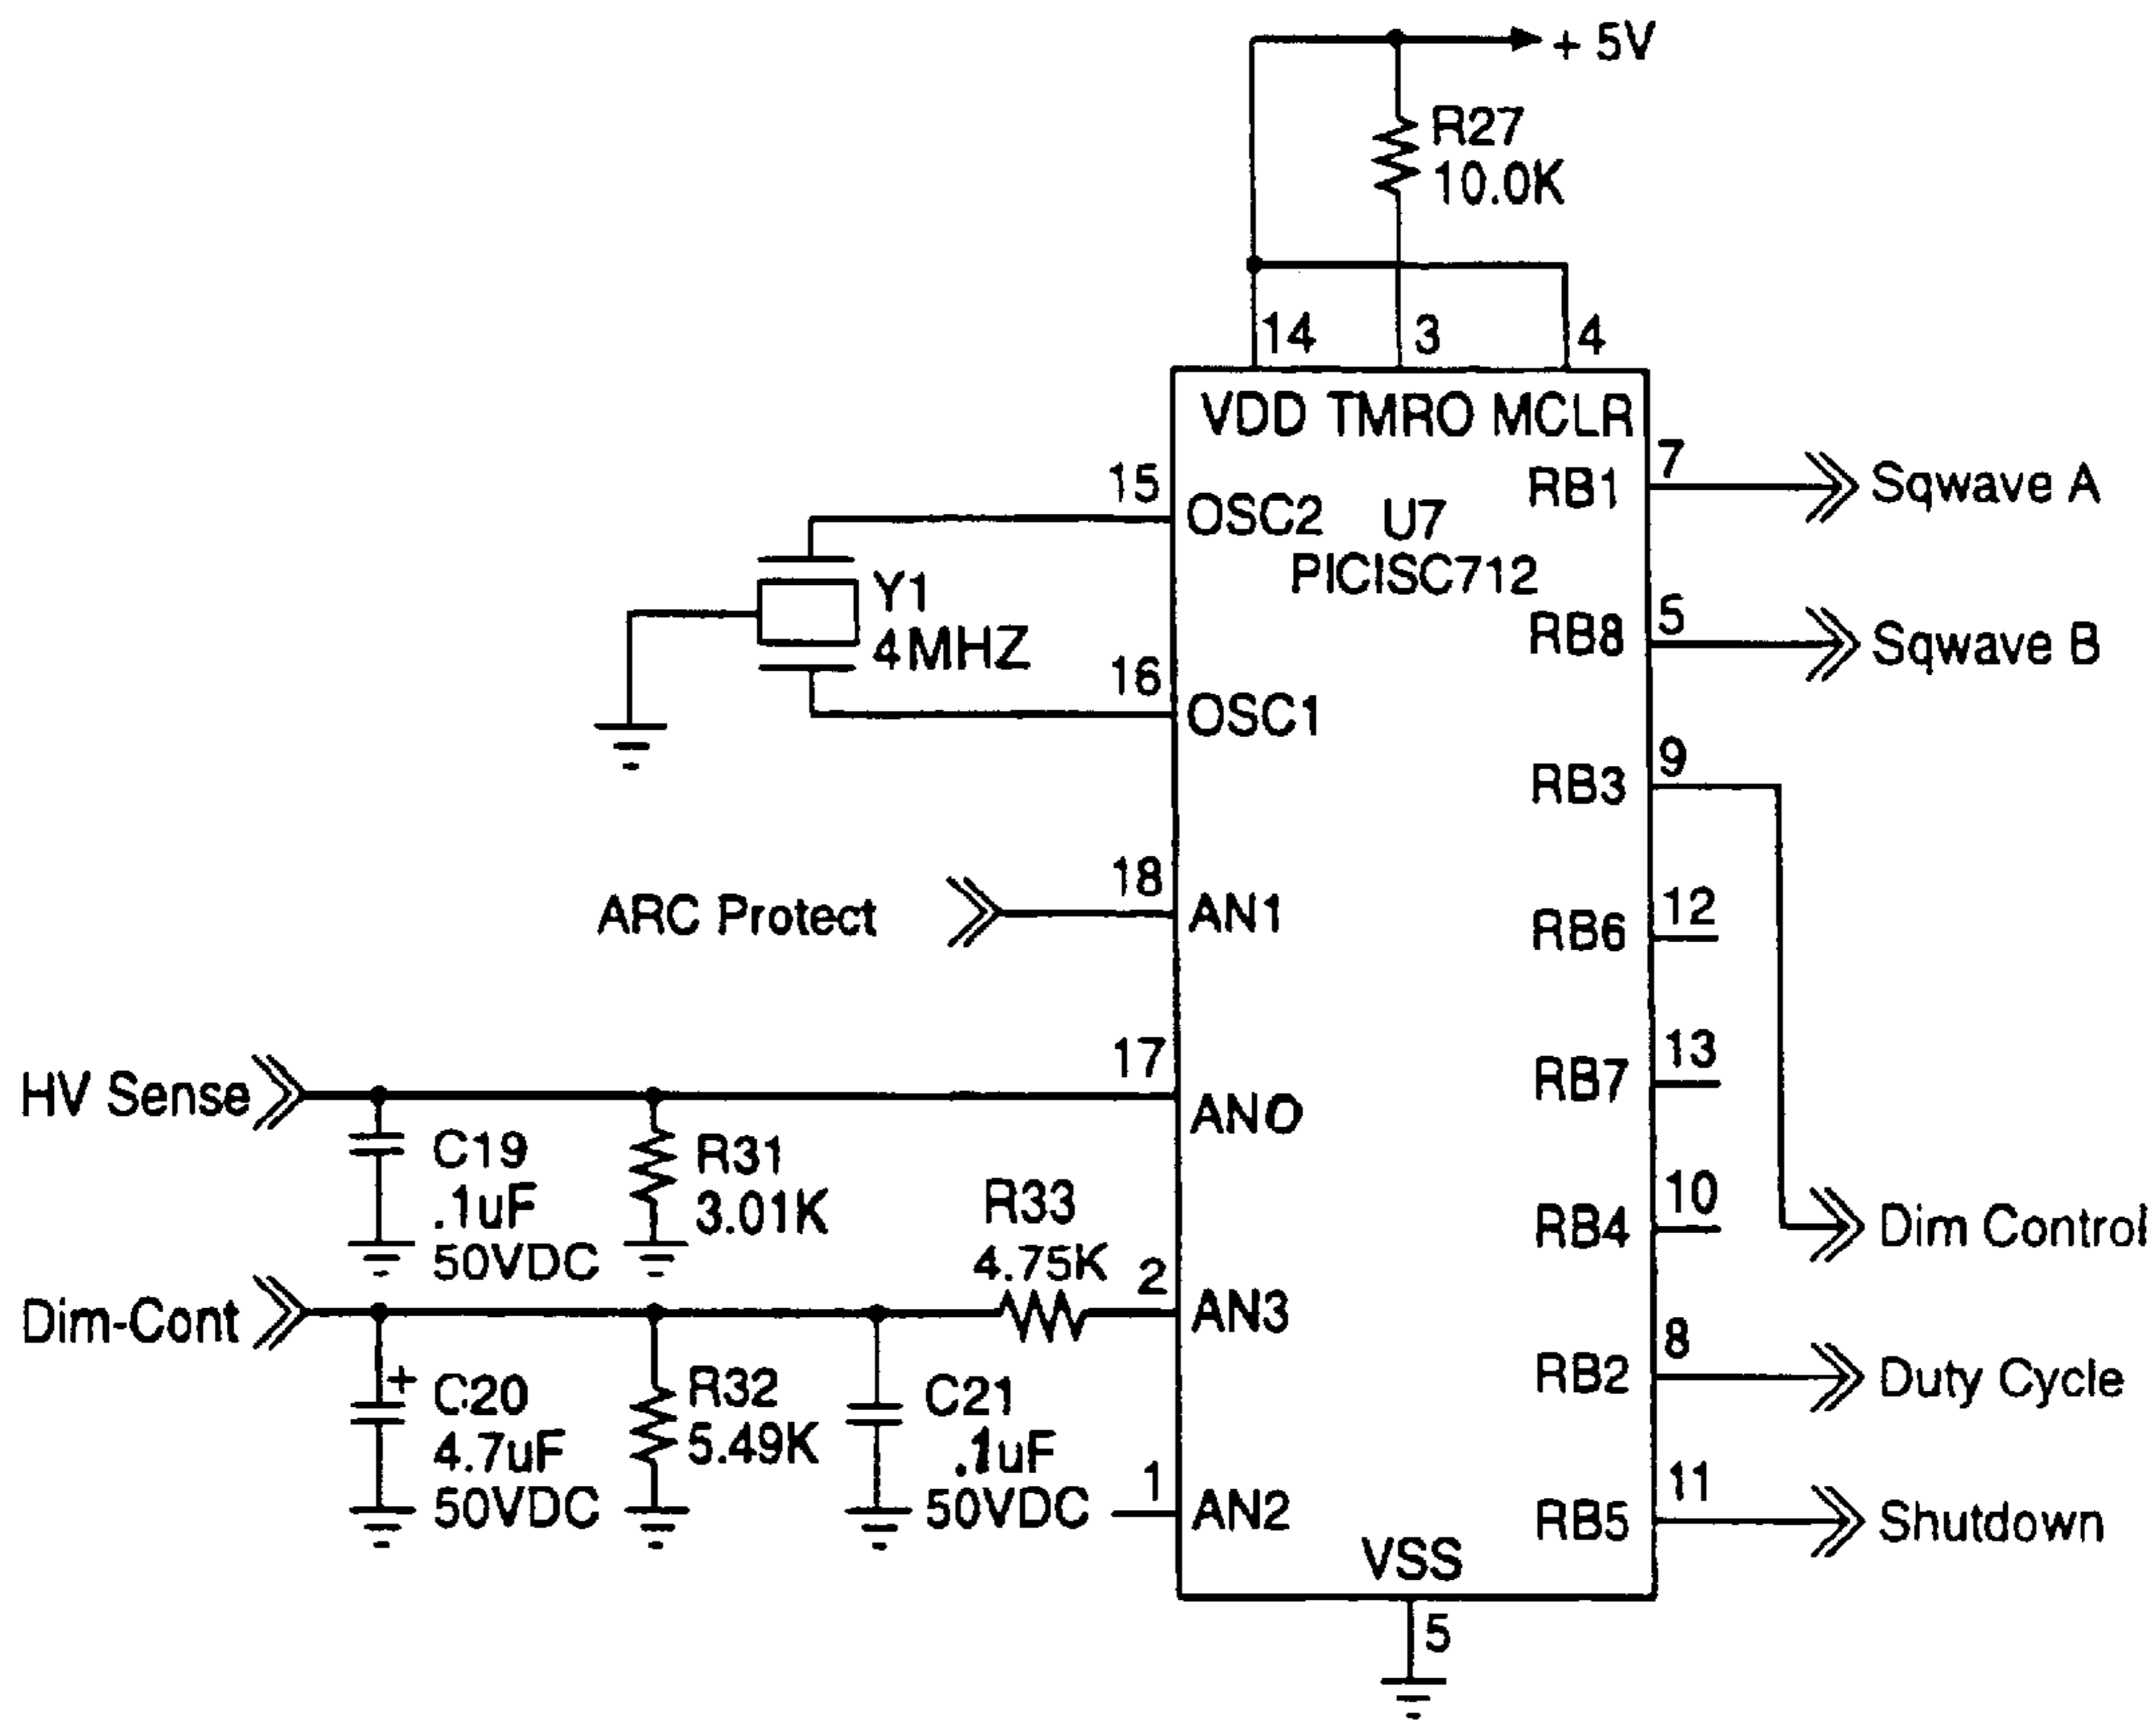 + 5V
R27
10.0K
14
3
4
VDD TMRO MCLR
15
OSC2
U7
PICISC712
RB1
7
Sqwave A
Y1
4MHZ
RB8
5
Sqwave B
16
OSC1
RB3
9
18
ARC Protect
AN1
RB6
12
17
HV Sense
ANO
RB7
13
C19
.1uF
50VDC
R31
3.01K
R33
4.75K
RB4
10
Dim Control
2
Dim-Cont
AN3
+
C20
4.7uF
50VDC
R32
5.49K
C21
.1uF
50VDC
RB2
8
Duty Cycle
1
AN2
RB5
11
Shutdown
VSS
5